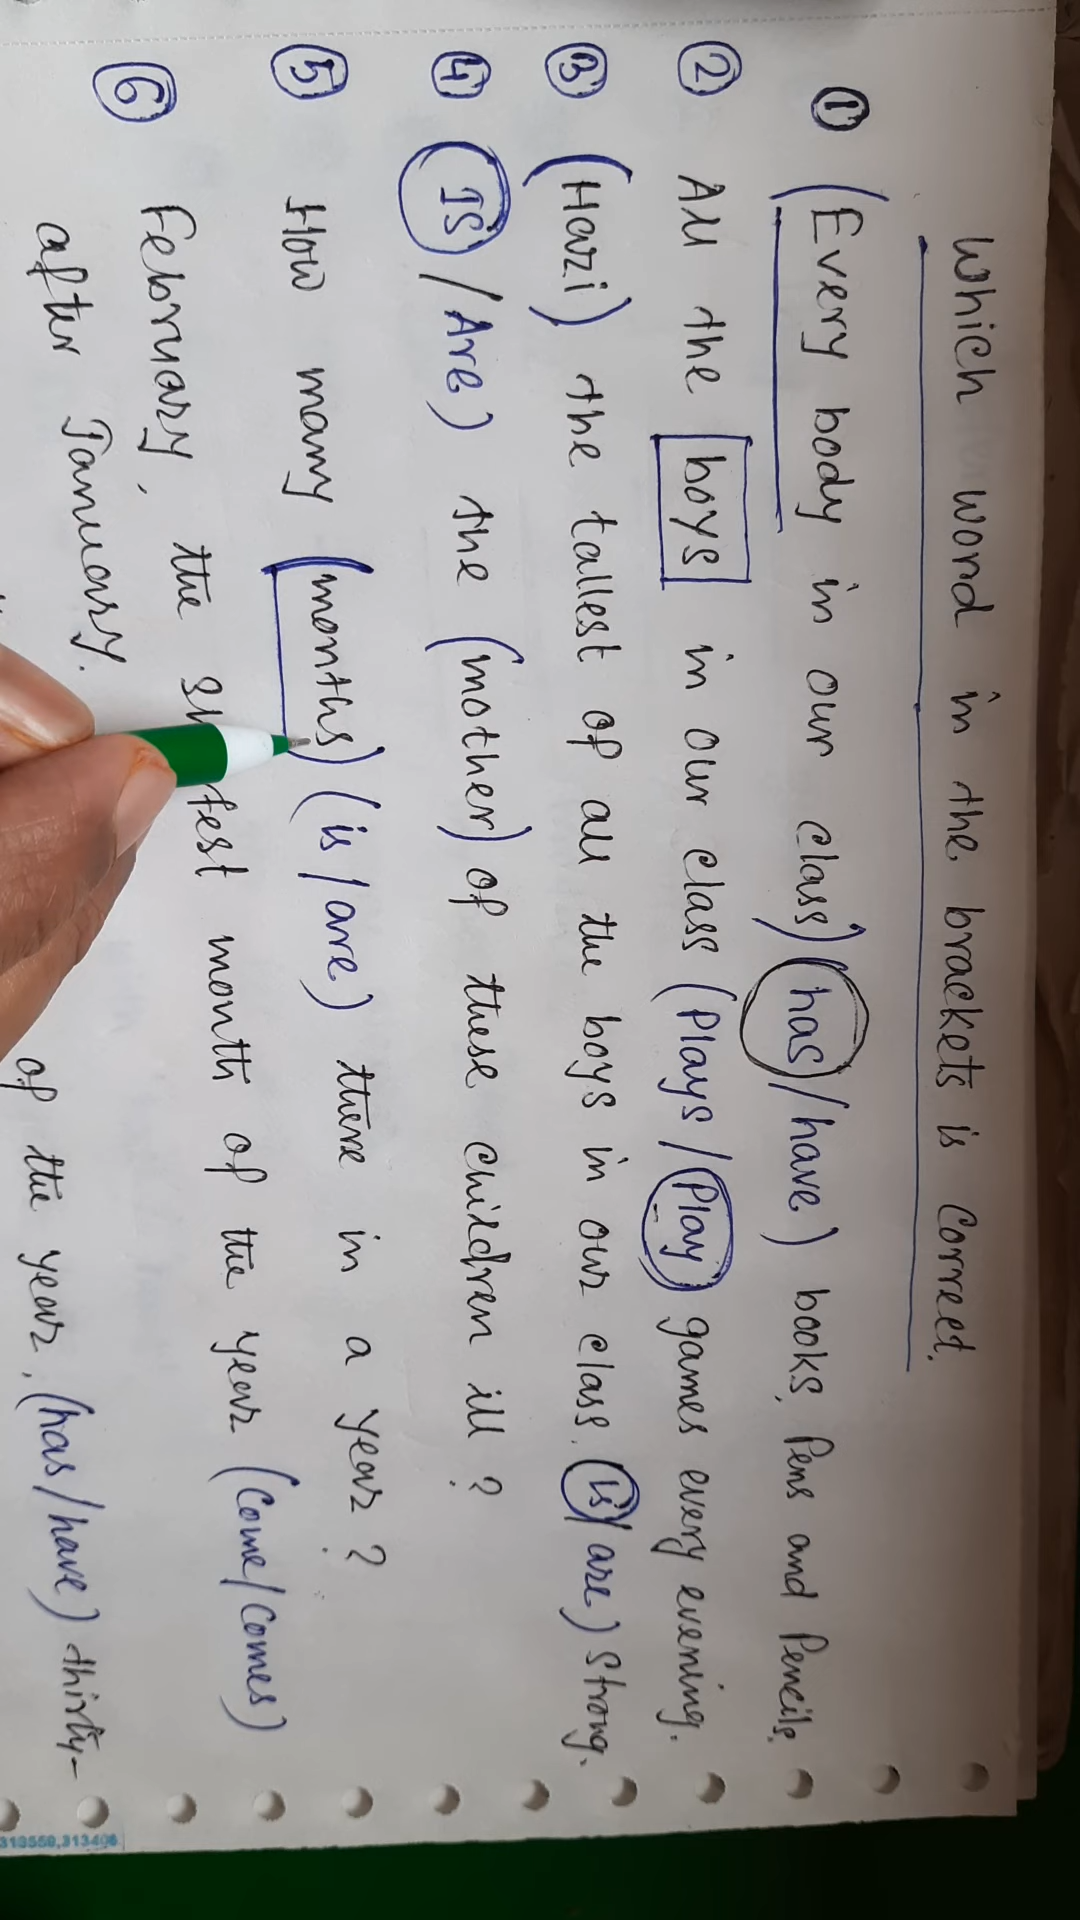 Which word in the brackets is Correct.
① (Every body in our class) (has/have) books, Pens and Pencils.
② All the boys in our class (Plays/Play) games every evening.
③ (Hari) the tallest of all the boys in our class, (is/are) Strong.
④ (Is/Are) the (mother) of these children ill?
⑤ How many (months) (is/are) there in a year?
⑥ February, the test month of the year (Come/Comes)
after January.
of the year, (has/have) thirty-
313559,313406